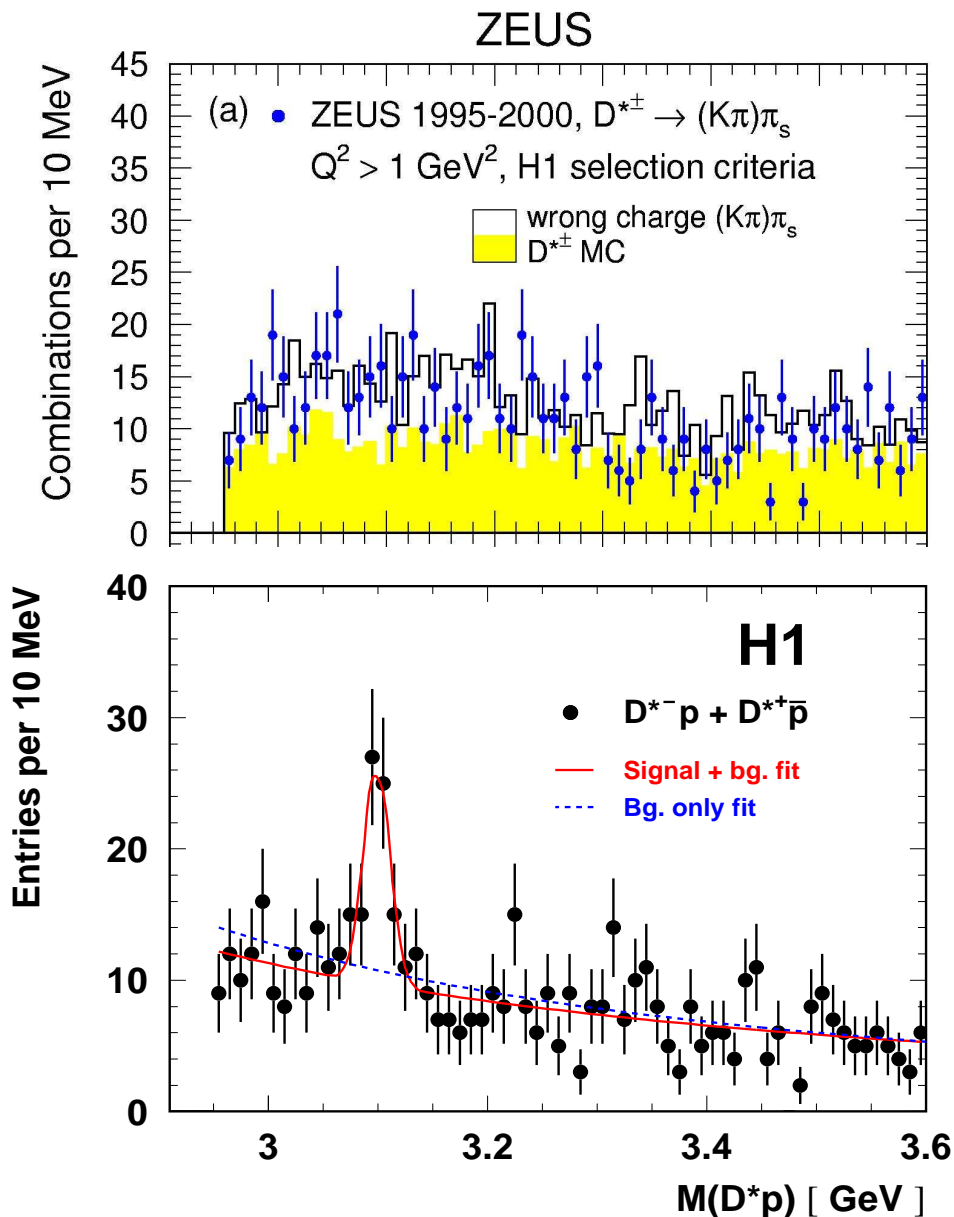 ZEUS
Combinations per 10 MeV
45
40
35
30
25
20
15
10
5
0
(a) ZEUS 1995-2000, D*± → (Kπ)πs
Q² > 1 GeV², H1 selection criteria
wrong charge (Kπ)πs
D*± MC
Entries per 10 MeV
40
30
20
10
0
H1
D*⁻p + D*⁺p̅
Signal + bg. fit
Bg. only fit
3 3.2 3.4 3.6
M(D*p) [ GeV ]